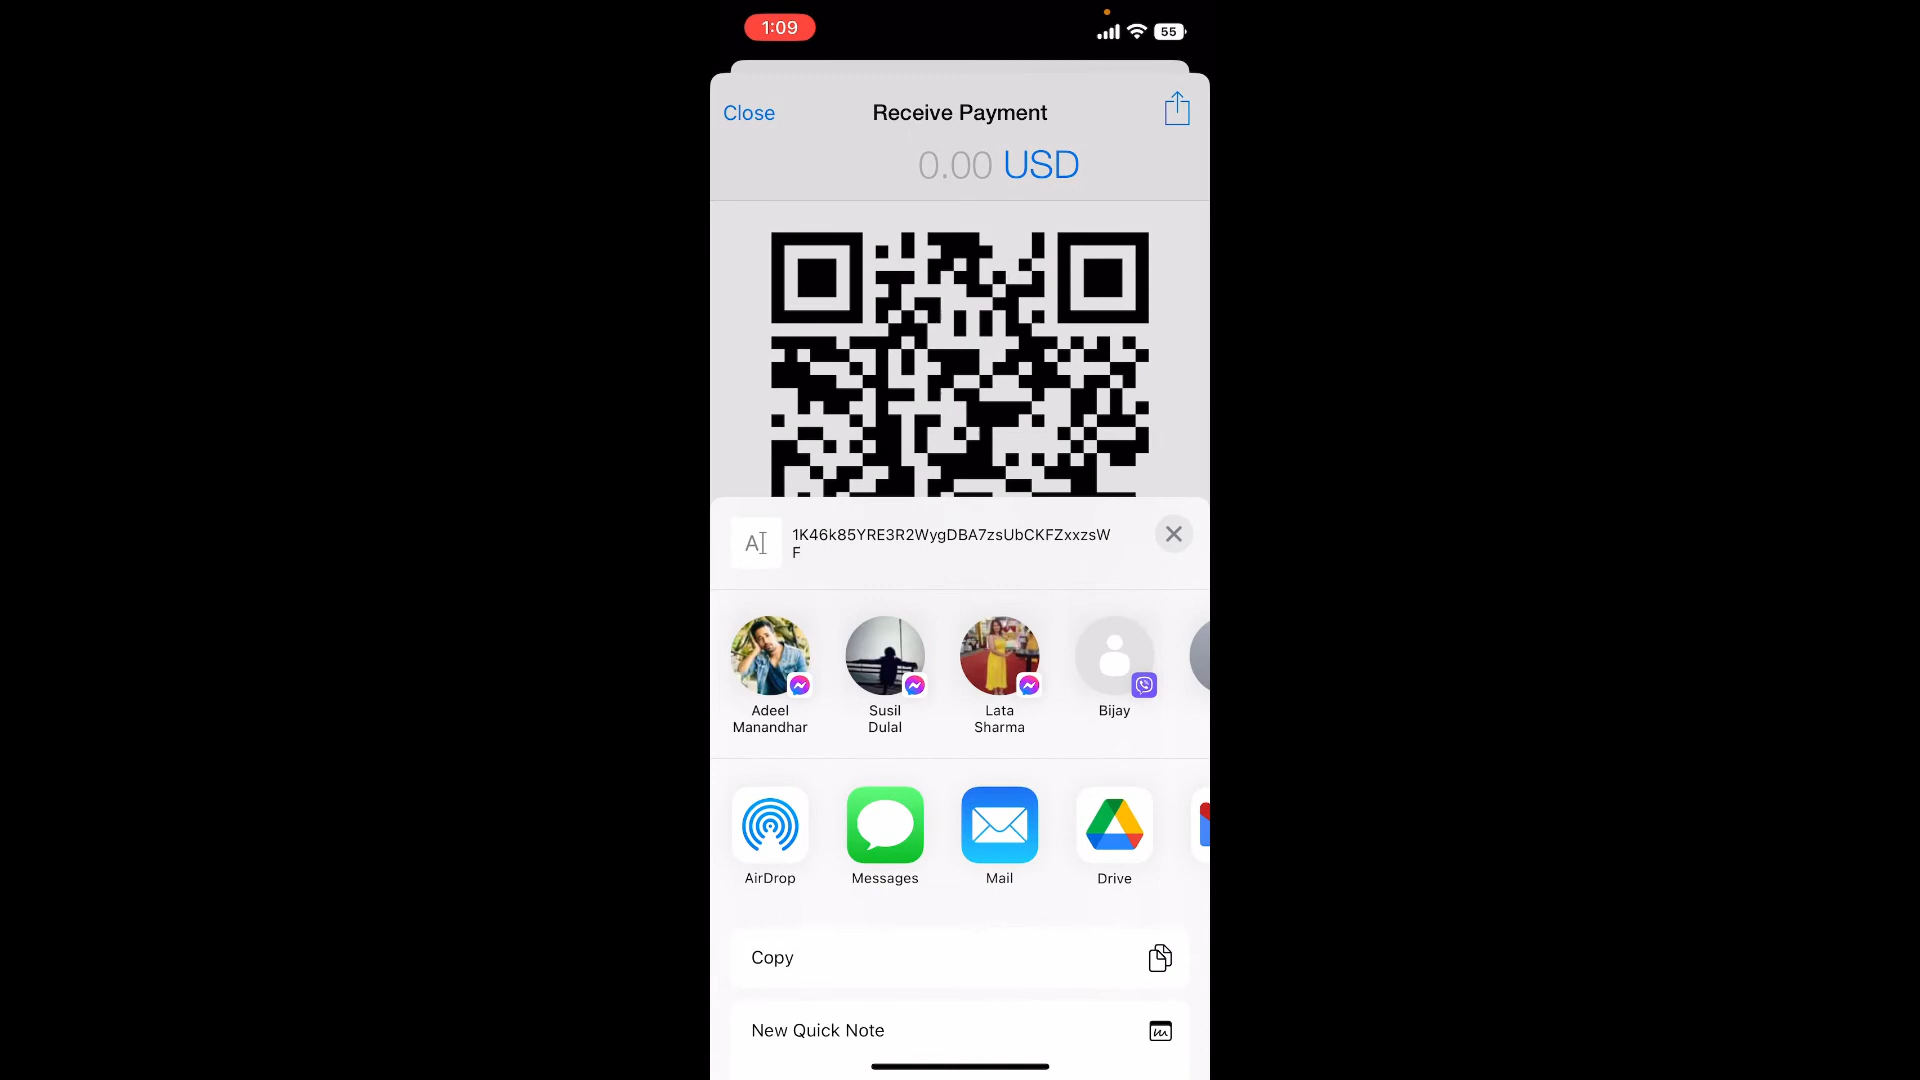 1:09
55
Close
Receive Payment
0.00 USD
AI
1K46k85YRE3R2WygDBA7zsUbCKFZxxzsW
F
Adeel
Manandhar
Susil
Dulal
Lata
Sharma
Bijay
AirDrop
Messages
Mail
Drive
Copy
New Quick Note